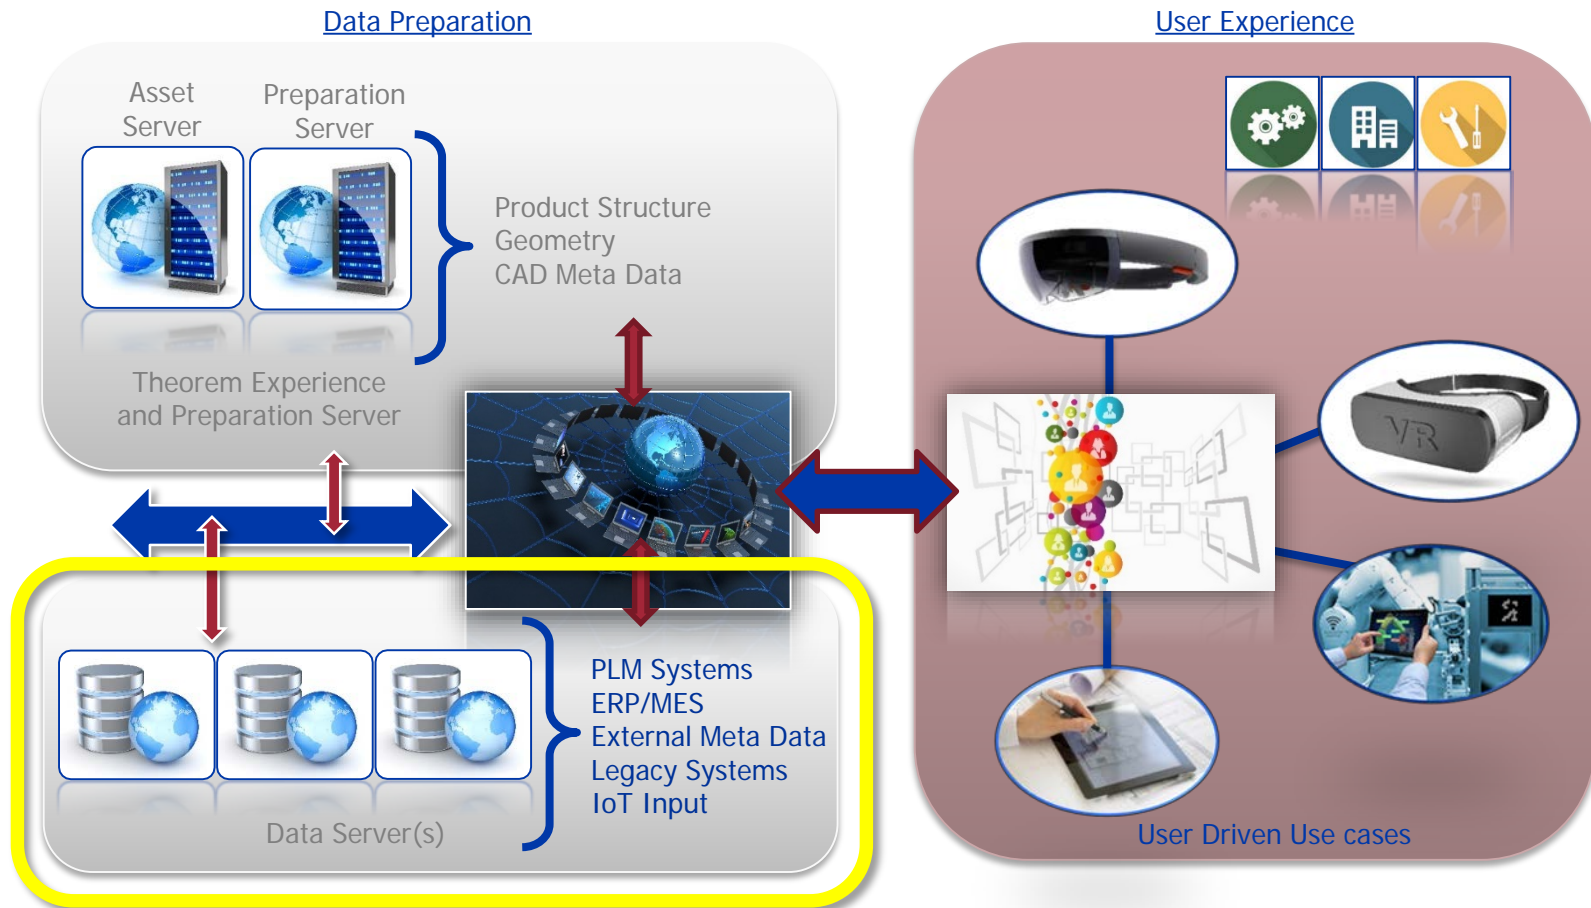 Data Preparation
User Experience
Asset
Server
Preparation
Server
Product Structure
Geometry
CAD Meta Data
Theorem Experience
and Preparation Server
VR
PLM Systems
ERP/MES
External Meta Data
Legacy Systems
IoT Input
Data Server(s)
User Driven Use cases